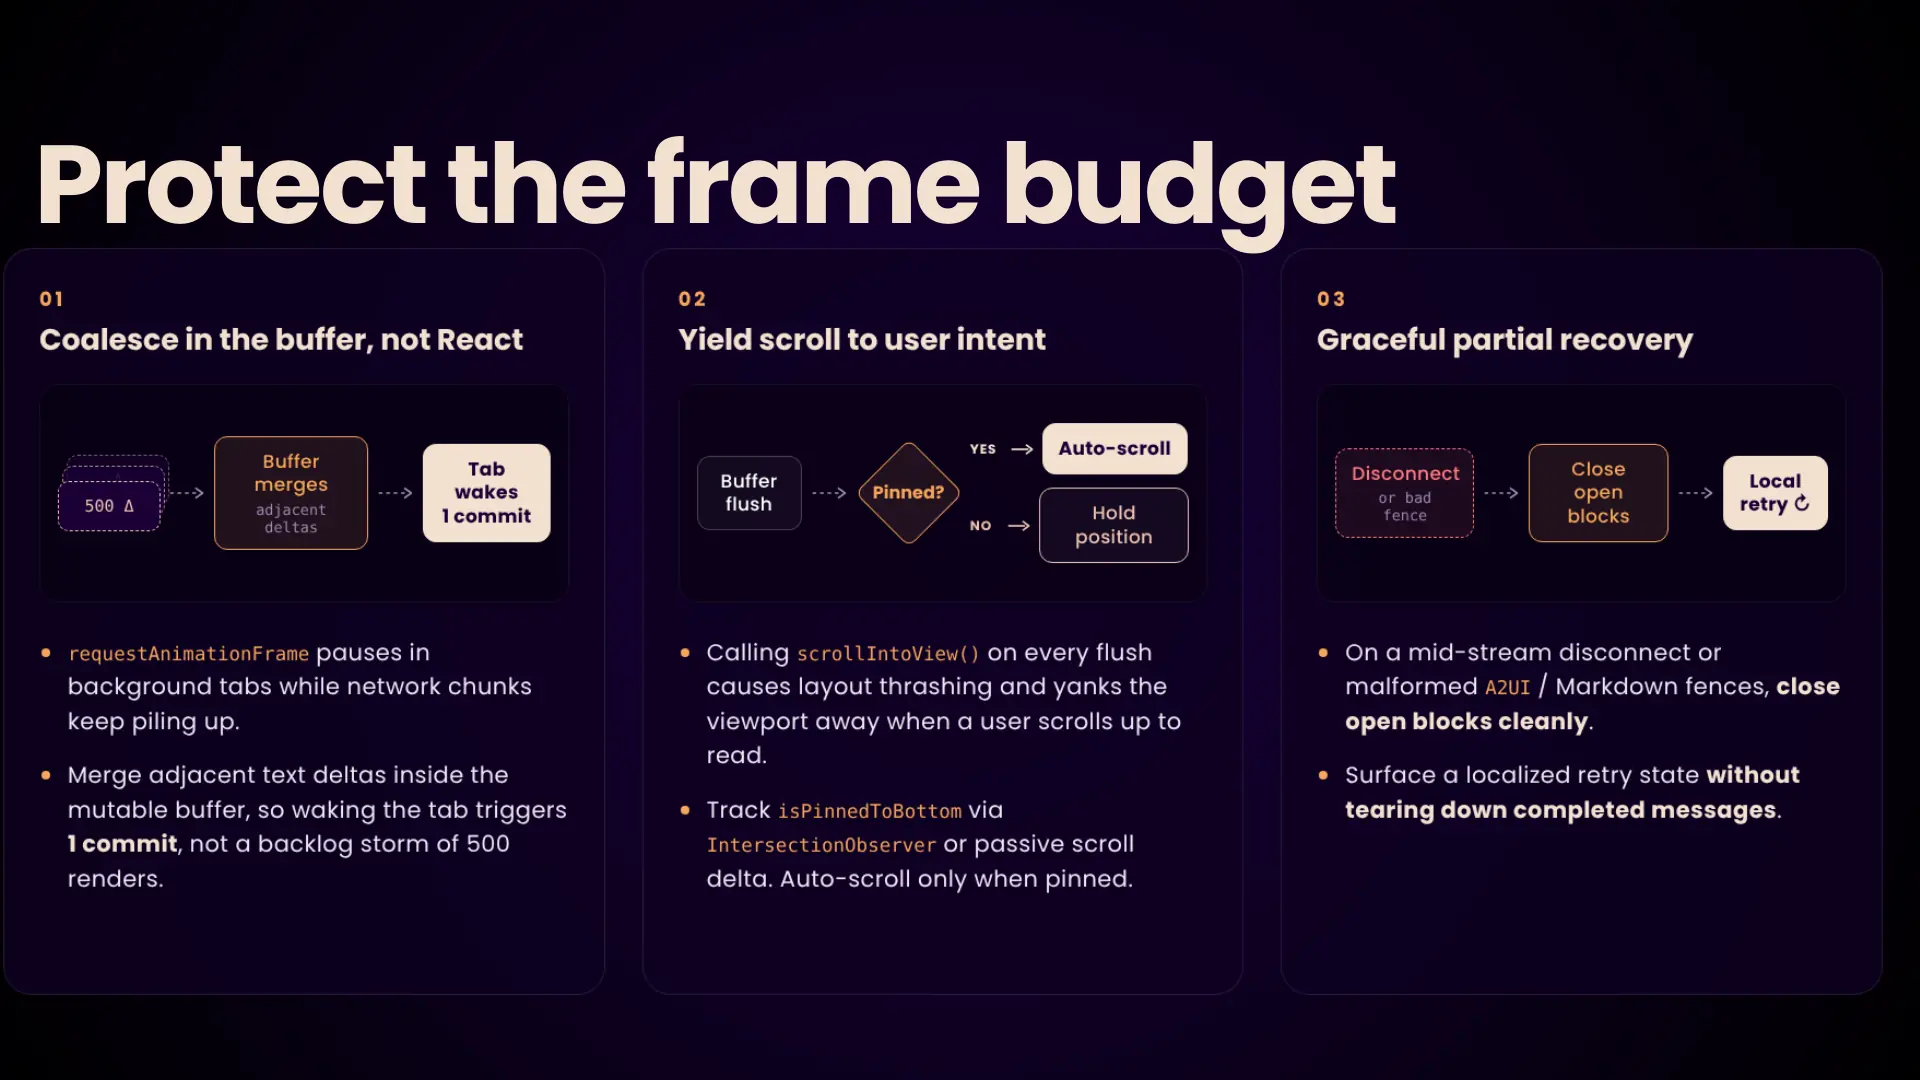 Protect the frame budget
01
Coalesce in the buffer, not React
500 Δ
Buffer
merges
adjacent
deltas
Tab
wakes
1 commit
requestAnimationFrame pauses in
background tabs while network chunks
keep piling up.
Merge adjacent text deltas inside the
mutable buffer, so waking the tab triggers
1 commit, not a backlog storm of 500
renders.
02
Yield scroll to user intent
Buffer
flush
Pinned?
YES
Auto-scroll
NO
Hold
position
Calling scrollIntoView() on every flush
causes layout thrashing and yanks the
viewport away when a user scrolls up to
read.
Track isPinnedToBottom via
IntersectionObserver or passive scroll
delta. Auto-scroll only when pinned.
03
Graceful partial recovery
Disconnect
or bad
fence
Close
open
blocks
Local
retry ↻
On a mid-stream disconnect or
malformed A2UI / Markdown fences, close
open blocks cleanly.
Surface a localized retry state without
tearing down completed messages.